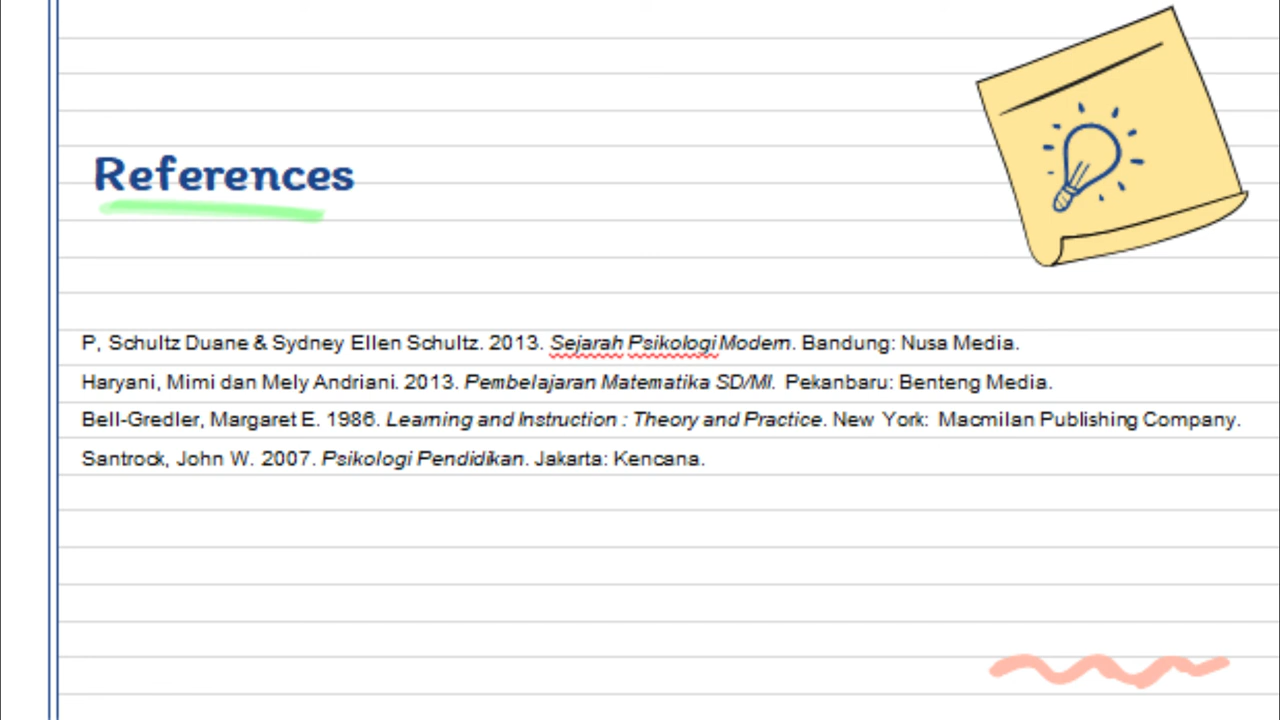 References
P, Schultz Duane & Sydney Ellen Schultz. 2013. Sejarah Psikologi Modern. Bandung: Nusa Media.
Haryani, Mimi dan Mely Andriani. 2013. Pembelajaran Matematika SD/MI. Pekanbaru: Benteng Media.
Bell-Gredler, Margaret E. 1986. Learning and Instruction : Theory and Practice. New York: Macmilan Publishing Company.
Santrock, John W. 2007. Psikologi Pendidikan. Jakarta: Kencana.